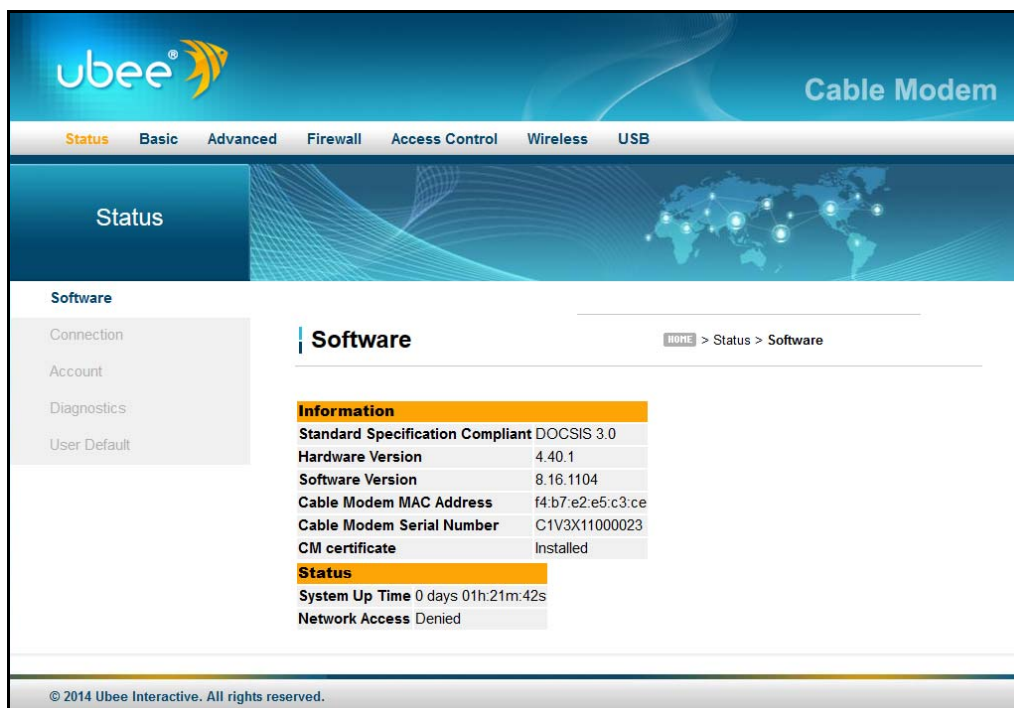 ubee®
Cable Modem
Status Basic Advanced Firewall Access Control Wireless USB
Status
Software
Connection
Account
Diagnostics
User Default
Software
HOME > Status > Software
Information
Standard Specification Compliant DOCSIS 3.0
Hardware Version 4.40.1
Software Version 8.16.1104
Cable Modem MAC Address f4:b7:e2:e5:c3:ce
Cable Modem Serial Number C1V3X11000023
CM certificate Installed
Status
System Up Time 0 days 01h:21m:42s
Network Access Denied
© 2014 Ubee Interactive. All rights reserved.